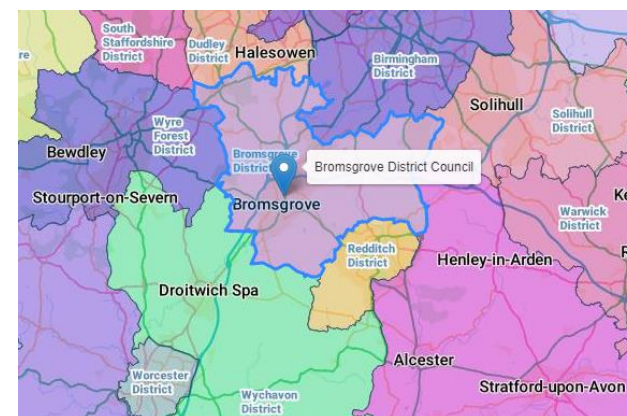 South
Staffordshire
District
Dudley
District
Halesowen
Birmingham
District
re
Solihull
Solihull
District
Wyre
Forest
District
Bewdley
Bromsgrove
District
Bromsgrove District Council
Stourport-on-Severn
Bromsgrove
Ke
Warwick
District
Redditch
District
Henley-in-Arden
R
Droitwich Spa
Alcester
Worcester
District
Wychavon
District
Stratford-upon-Avon